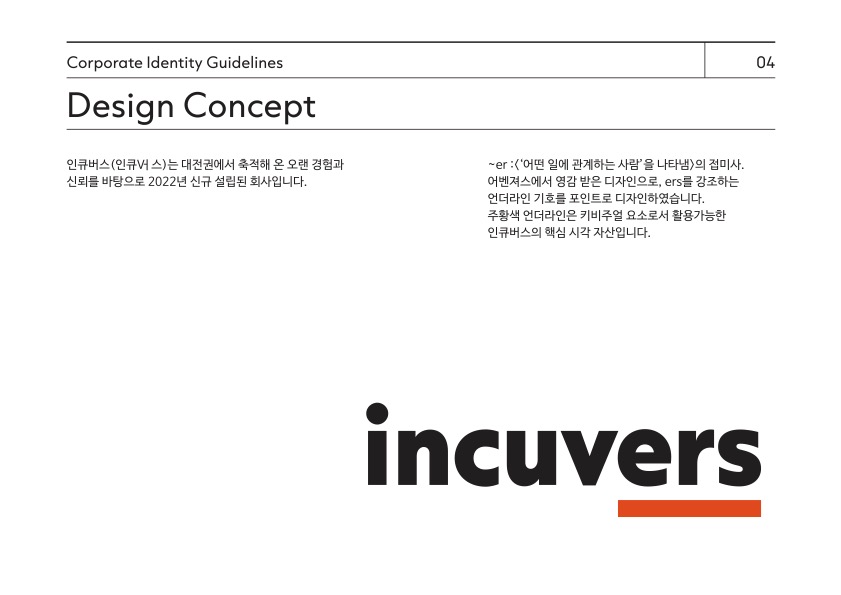 Corporate Identity Guidelines
04
Design Concept
인큐버스(인큐Vㅓ스)는 대전권에서 축적해 온 오랜 경험과
신뢰를 바탕으로 2022년 신규 설립된 회사입니다.
~er :〈‘어떤 일에 관계하는 사람’을 나타냄〉의 접미사.
어벤져스에서 영감 받은 디자인으로, ers를 강조하는
언더라인 기호를 포인트로 디자인하였습니다.
주황색 언더라인은 키비주얼 요소로서 활용가능한
인큐버스의 핵심 시각 자산입니다.
incuvers